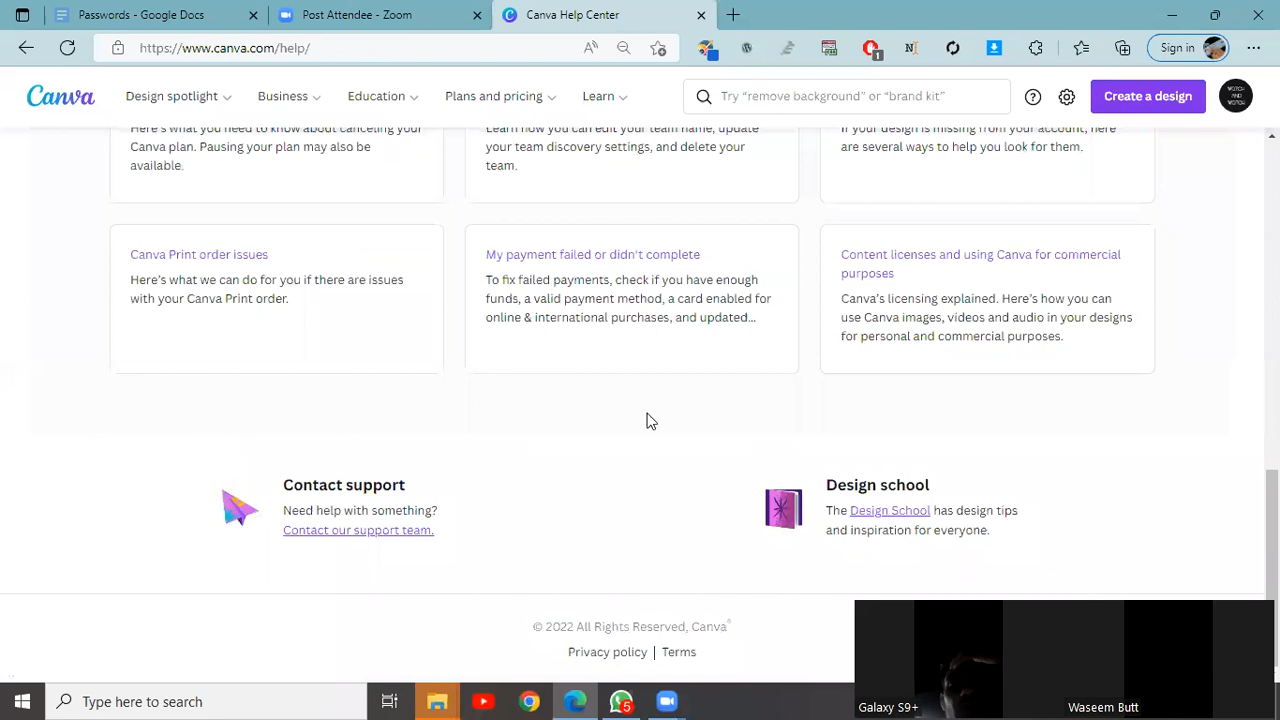 Passwords - Google Docs
Post Attendee - Zoom
Canva Help Center
https://www.canva.com/help/
Sign in
Canva
Design spotlight
Business
Education
Plans and pricing
Learn
Try “remove background” or “brand kit”
Create a design
Here's what you need to know about canceling your
Canva plan. Pausing your plan may also be
available.
Learn how you can edit your team name, update
your team discovery settings, and delete your
team.
If your design is missing from your account, here
are several ways to help you look for them.
Canva Print order issues
Here's what we can do for you if there are issues
with your Canva Print order.
My payment failed or didn't complete
To fix failed payments, check if you have enough
funds, a valid payment method, a card enabled for
online & international purchases, and updated...
Content licenses and using Canva for commercial
purposes
Canva's licensing explained. Here's how you can
use Canva images, videos and audio in your designs
for personal and commercial purposes.
Contact support
Need help with something?
Contact our support team.
Design school
The Design School has design tips
and inspiration for everyone.
© 2022 All Rights Reserved, Canva®
Privacy policy | Terms
Type here to search
5
Galaxy S9+
Waseem Butt